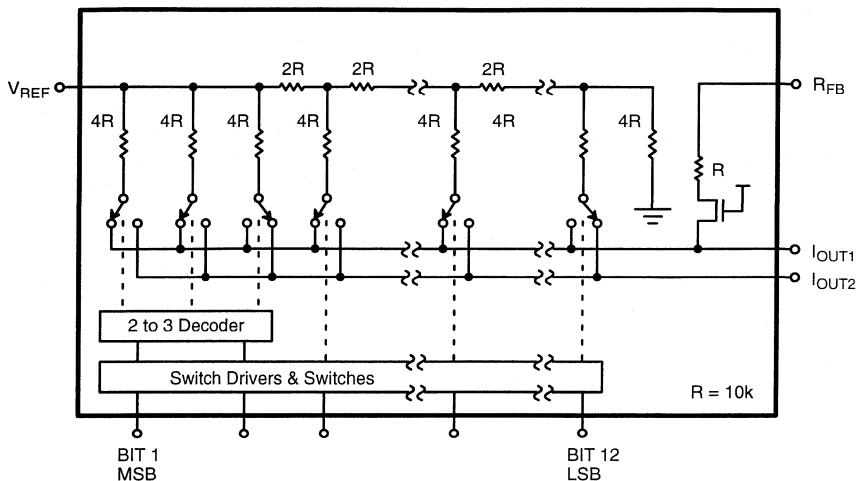 2R 2R 2R
V_REF
R_FB
4R 4R 4R 4R 4R 4R 4R
R
I_OUT1
I_OUT2
2 to 3 Decoder
Switch Drivers & Switches
R = 10k
BIT 1
MSB
BIT 12
LSB